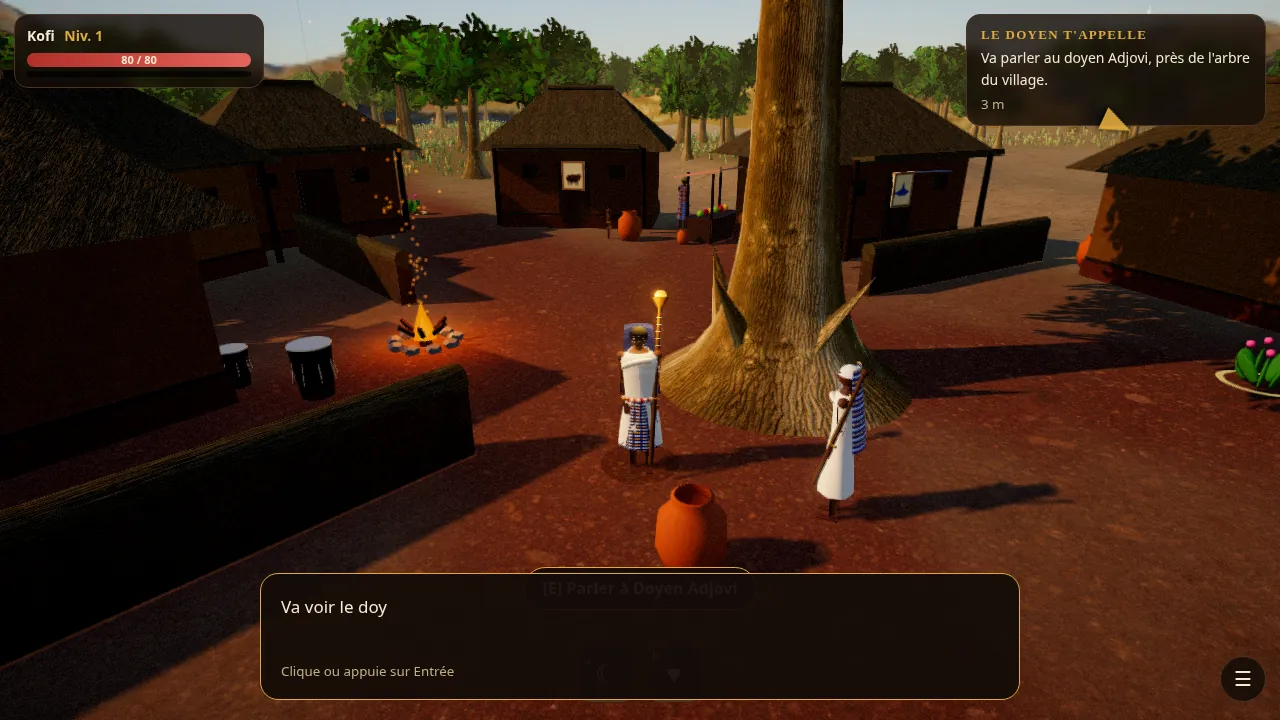 Kofi Niv. 1
80 / 80
LE DOYEN T'APPELLE
Va parler au doyen Adjovi, près de l'arbre
du village.
3 m
[E] Parler à Doyen Adjovi
Va voir le doy
Clique ou appuie sur Entrée